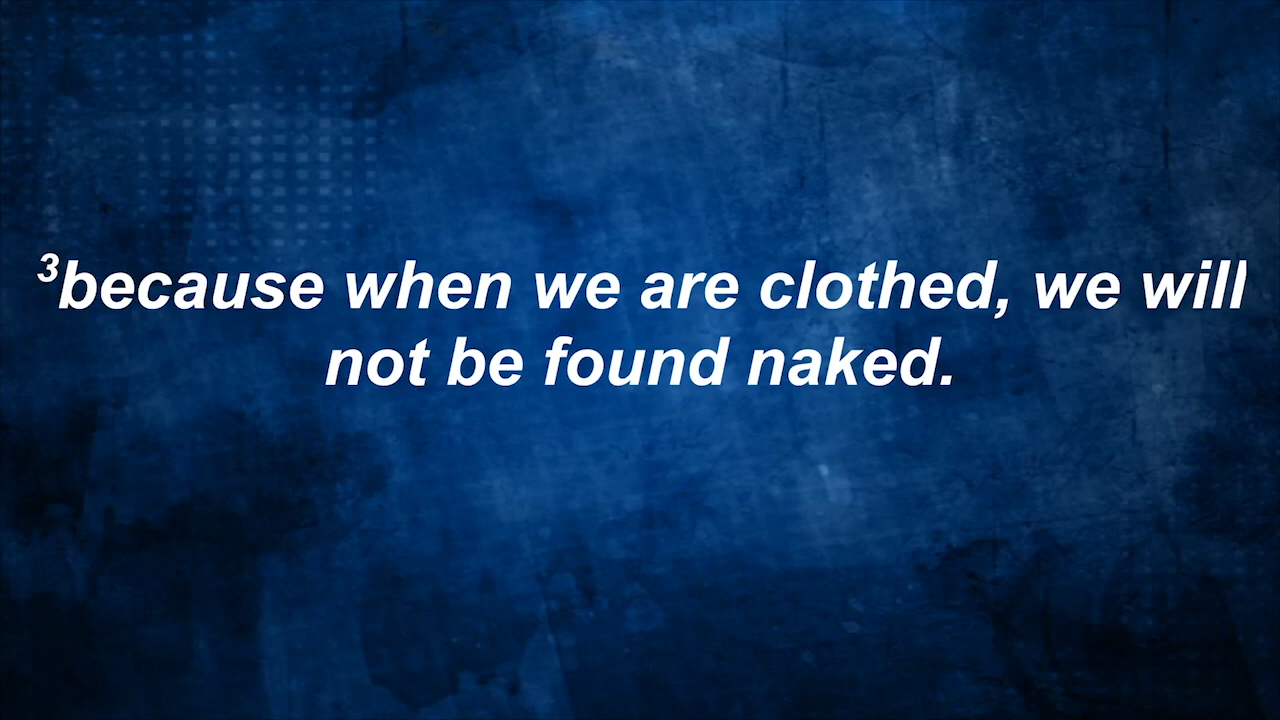 ³because when we are clothed, we will
not be found naked.